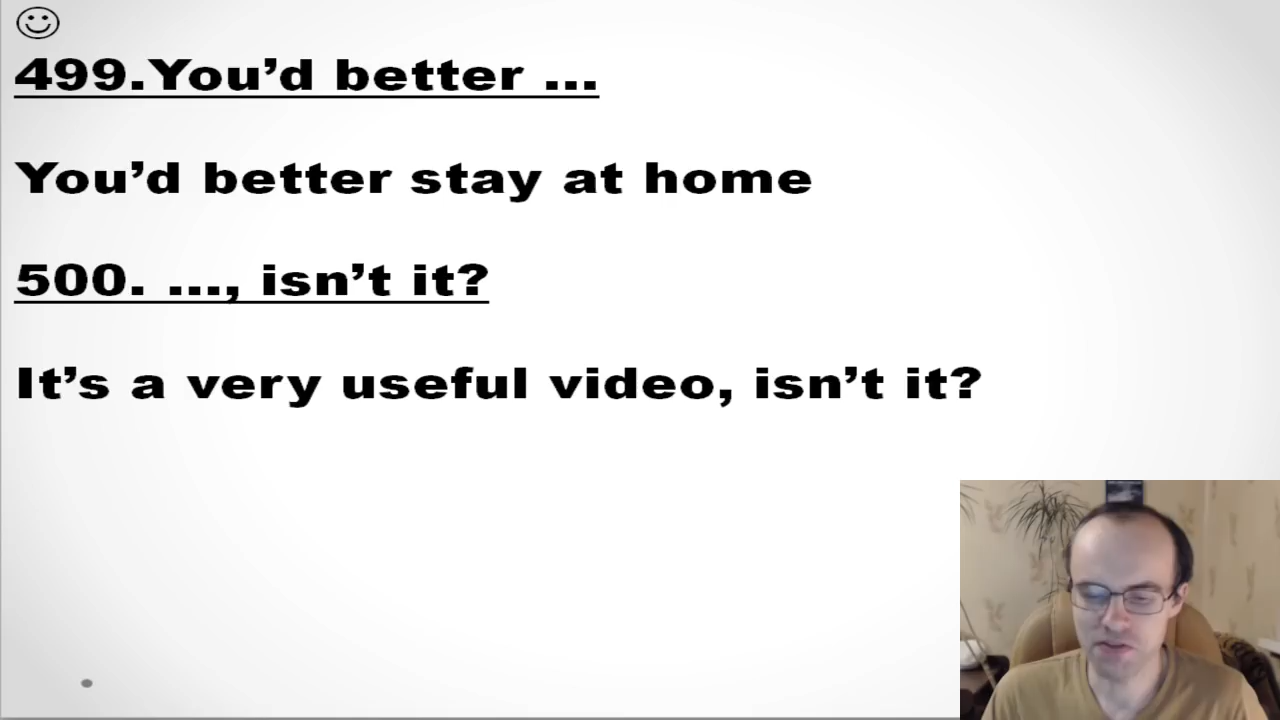 499.You’d better ...
You’d better stay at home
500. ..., isn’t it?
It’s a very useful video, isn’t it?